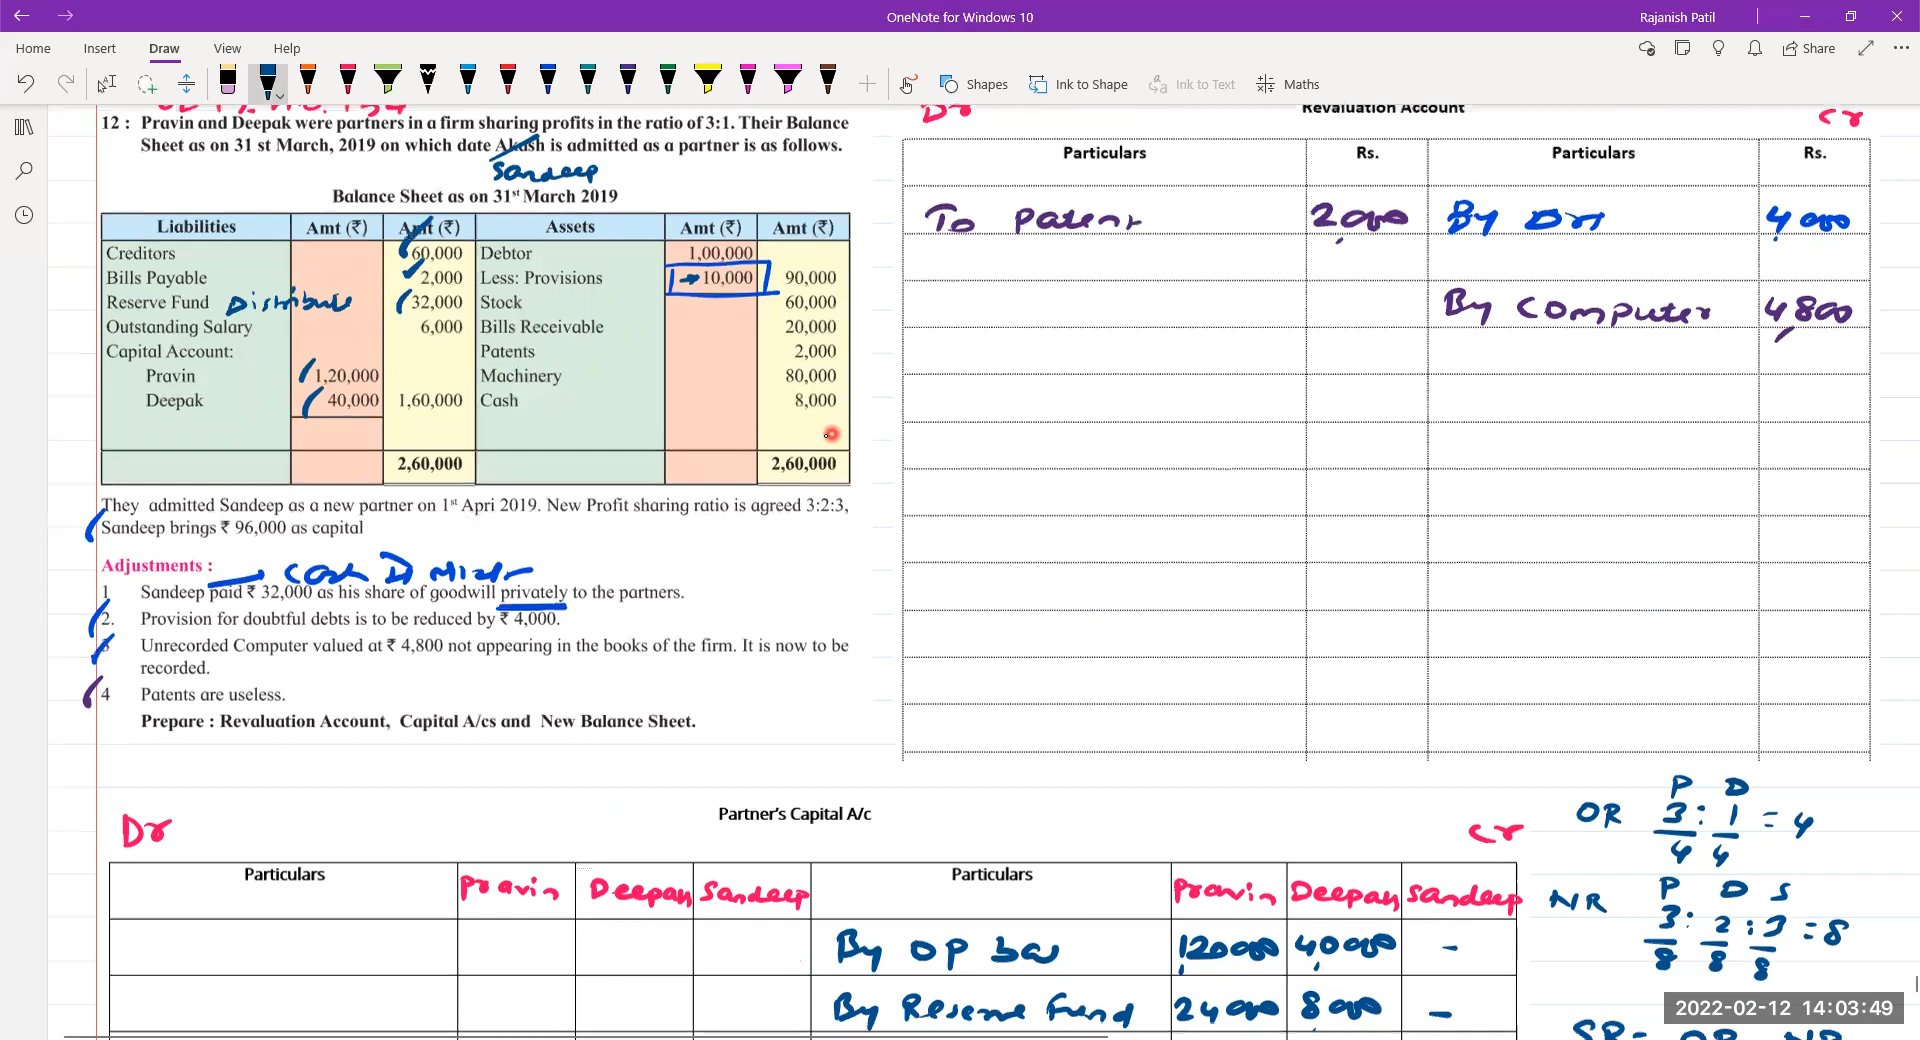 OneNote for Windows 10
Rajanish Patil
Home Insert Draw View Help
Share
Shapes Ink to Shape Ink to Text Maths
12 : Pravin and Deepak were partners in a firm sharing profits in the ratio of 3:1. Their Balance
Sheet as on 31 st March, 2019 on which date Akash is admitted as a partner is as follows.
Sandeep
Balance Sheet as on 31st March 2019
Liabilities Amt (₹) Amt (₹) Assets Amt (₹) Amt (₹)
Creditors 60,000 Debtor 1,00,000
Bills Payable 2,000 Less: Provisions 10,000 90,000
Reserve Fund Distribute 32,000 Stock 60,000
Outstanding Salary 6,000 Bills Receivable 20,000
Capital Account: Patents 2,000
Pravin 1,20,000 Machinery 80,000
Deepak 40,000 1,60,000 Cash 8,000
2,60,000 2,60,000
They admitted Sandeep as a new partner on 1st Apri 2019. New Profit sharing ratio is agreed 3:2:3,
Sandeep brings ₹ 96,000 as capital
Adjustments :
1 Sandeep paid ₹ 32,000 as his share of goodwill privately to the partners.
2. Provision for doubtful debts is to be reduced by ₹ 4,000.
3 Unrecorded Computer valued at ₹ 4,800 not appearing in the books of the firm. It is now to be
recorded.
4 Patents are useless.
Prepare : Revaluation Account, Capital A/cs and New Balance Sheet.
Revaluation Account
Dr Cr
Particulars Rs. Particulars Rs.
To Patent 2,000 By 4,000
By Computer 4,800
Partner's Capital A/c
Dr Cr
Particulars Pravin Deepak Sandeep Particulars Pravin Deepak Sandeep
By OP bal 120000 40000 -
By Reserve Fund 24000 8000 -
P D
OR 3 : 1 = 4
4 4
P D S
NR 3 : 2 : 3 = 8
8 8 8
SR = OR NR
2022-02-12 14:03:49